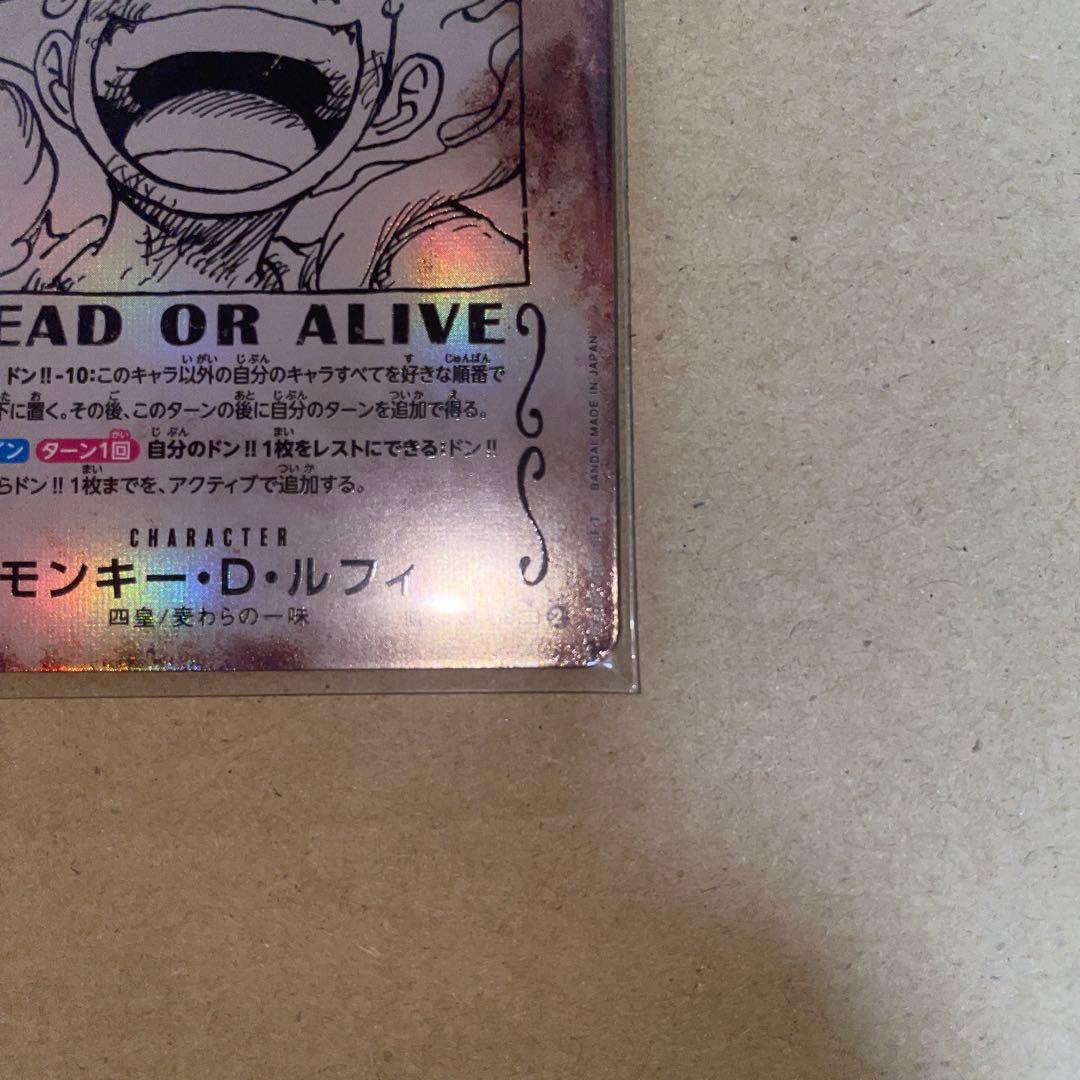 EAD OR ALIVE
ドン!!-10:このキャラ以外の自分のキャラすべてを好きな順番で
下に置く。その後、このターンの後に自分のターンを追加で得る。
イン ターン1回 自分のドン!!1枚をレストにできる:ドン!!
らドン!!1枚までを、アクティブで追加する。
CHARACTER
モンキー・D・ルフィ
四皇/麦わらの一味
BANDAI MADE IN JAPAN